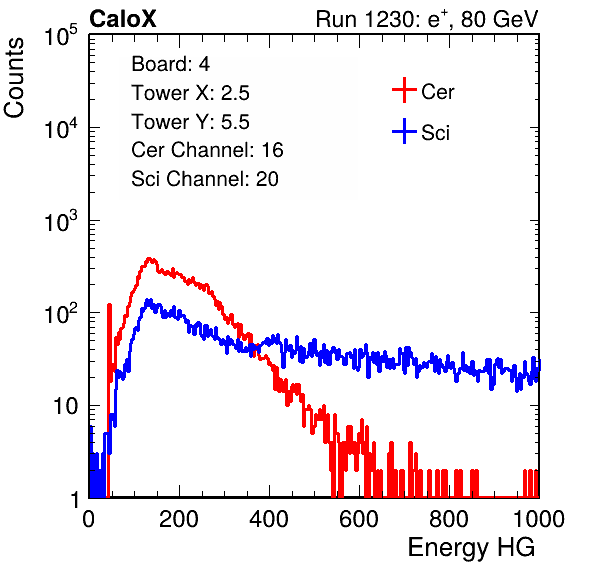 CaloX Run 1230: e⁺, 80 GeV
Counts
Board: 4
Tower X: 2.5
Tower Y: 5.5
Cer Channel: 16
Sci Channel: 20
Cer
Sci
10⁵
10⁴
10³
10²
10
1
0 200 400 600 800 1000
Energy HG